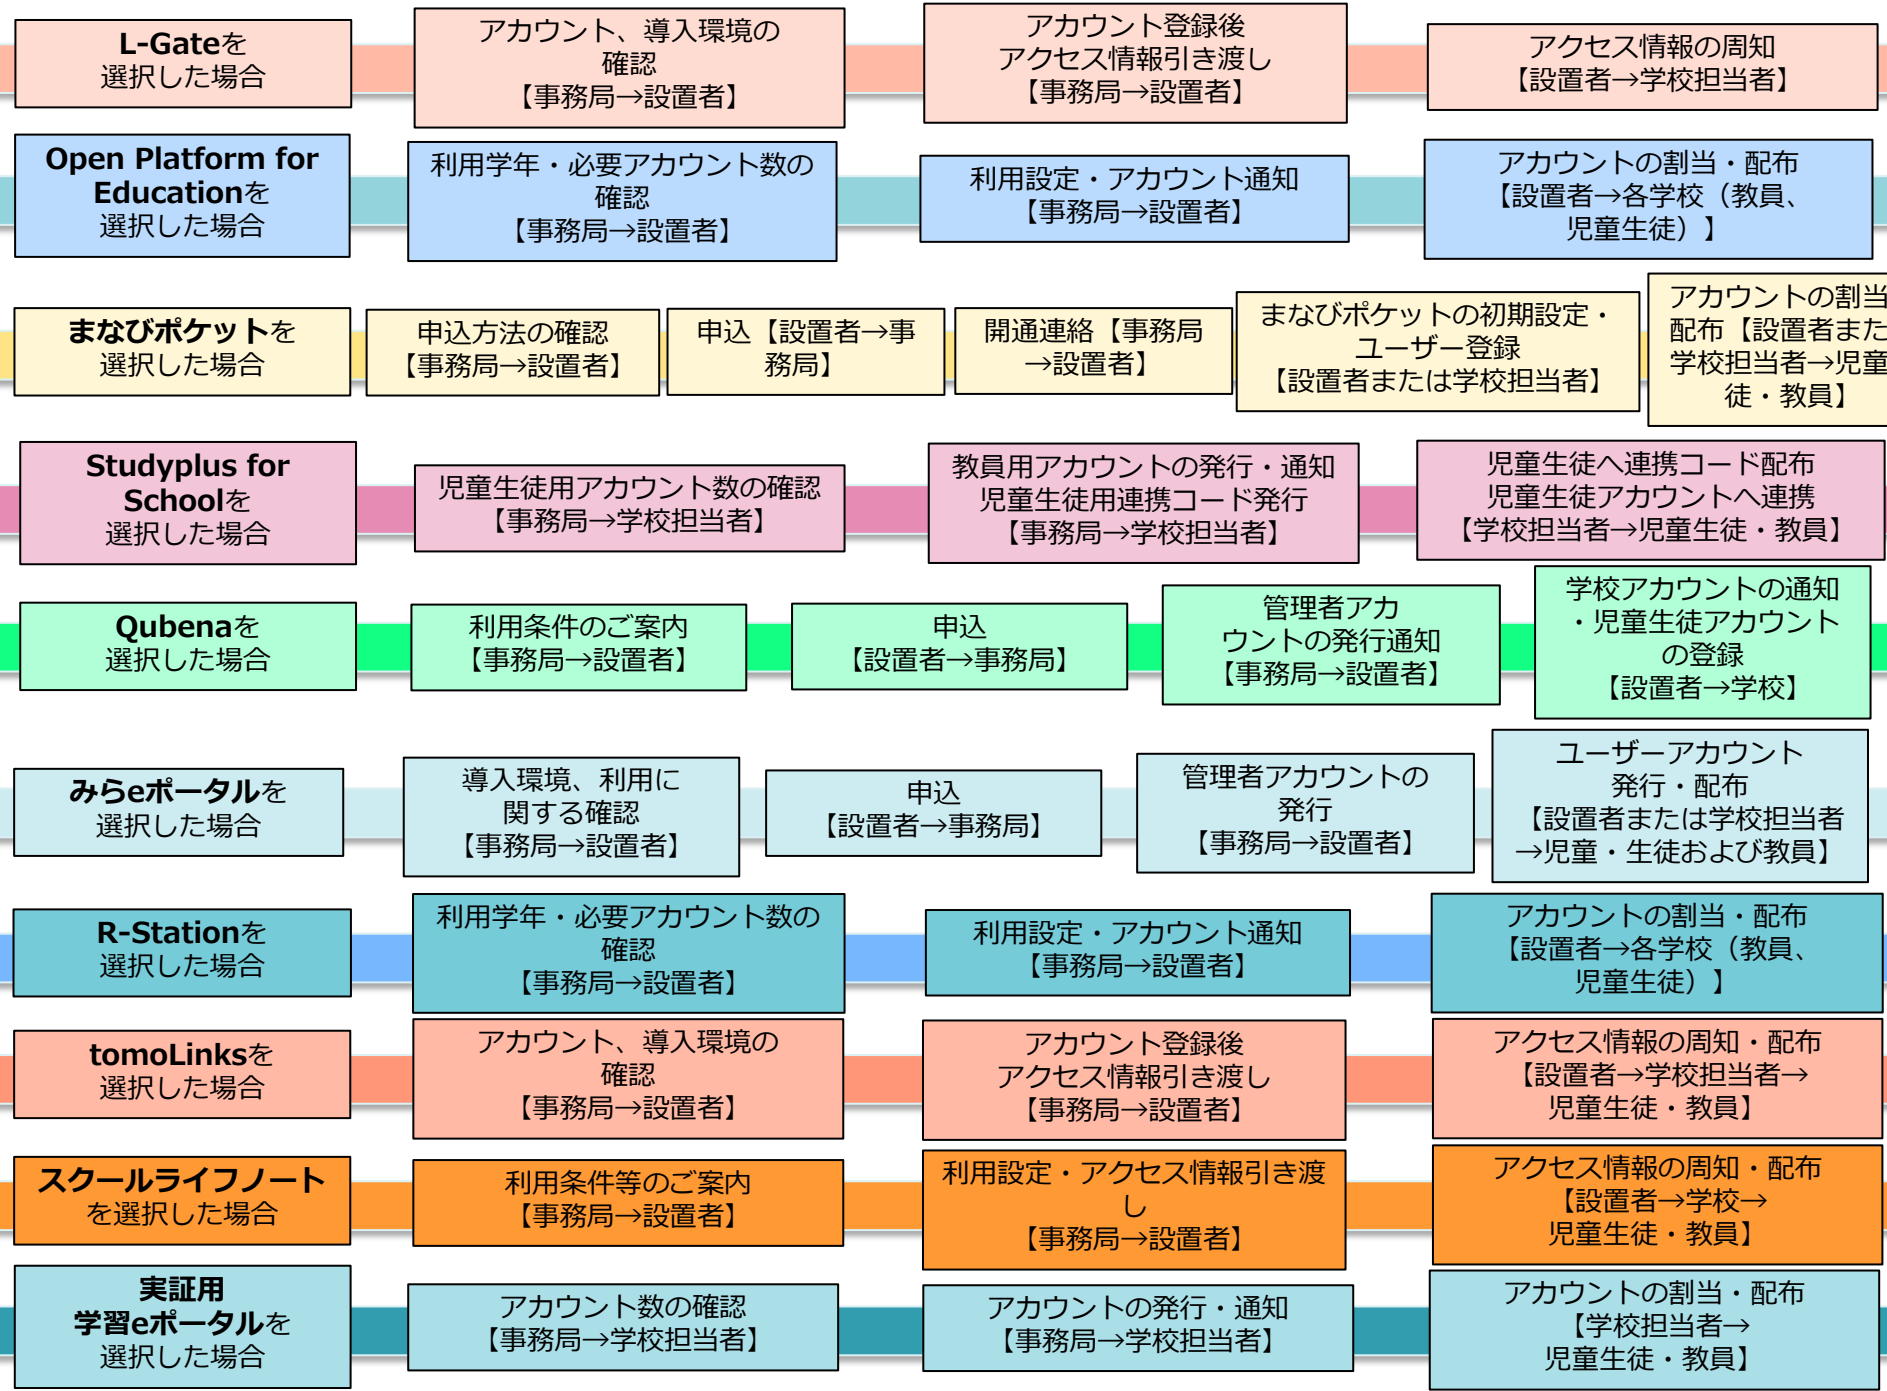 L-Gateを
選択した場合
アカウント、導入環境の
確認
【事務局→設置者】
アカウント登録後
アクセス情報引き渡し
【事務局→設置者】
アクセス情報の周知
【設置者→学校担当者】
Open Platform for
Educationを
選択した場合
利用学年・必要アカウント数の
確認
【事務局→設置者】
利用設定・アカウント通知
【事務局→設置者】
アカウントの割当・配布
【設置者→各学校（教員、
児童生徒）】
まなびポケットを
選択した場合
申込方法の確認
【事務局→設置者】
申込【設置者→事
務局】
開通連絡【事務局
→設置者】
まなびポケットの初期設定・
ユーザー登録
【設置者または学校担当者】
アカウントの割当
配布【設置者また
学校担当者→児童
徒・教員】
Studyplus for
Schoolを
選択した場合
児童生徒用アカウント数の確認
【事務局→学校担当者】
教員用アカウントの発行・通知
児童生徒用連携コード発行
【事務局→学校担当者】
児童生徒へ連携コード配布
児童生徒アカウントへ連携
【学校担当者→児童生徒・教員】
Qubenaを
選択した場合
利用条件のご案内
【事務局→設置者】
申込
【設置者→事務局】
管理者アカ
ウントの発行通知
【事務局→設置者】
学校アカウントの通知
・児童生徒アカウント
の登録
【設置者→学校】
みらeポータルを
選択した場合
導入環境、利用に
関する確認
【事務局→設置者】
申込
【設置者→事務局】
管理者アカウントの
発行
【事務局→設置者】
ユーザーアカウント
発行・配布
【設置者または学校担当者
→児童・生徒および教員】
R-Stationを
選択した場合
利用学年・必要アカウント数の
確認
【事務局→設置者】
利用設定・アカウント通知
【事務局→設置者】
アカウントの割当・配布
【設置者→各学校（教員、
児童生徒）】
tomoLinksを
選択した場合
アカウント、導入環境の
確認
【事務局→設置者】
アカウント登録後
アクセス情報引き渡し
【事務局→設置者】
アクセス情報の周知・配布
【設置者→学校担当者→
児童生徒・教員】
スクールライフノート
を選択した場合
利用条件等のご案内
【事務局→設置者】
利用設定・アクセス情報引き渡
し
【事務局→設置者】
アクセス情報の周知・配布
【設置者→学校→
児童生徒・教員】
実証用
学習eポータルを
選択した場合
アカウント数の確認
【事務局→学校担当者】
アカウントの発行・通知
【事務局→学校担当者】
アカウントの割当・配布
【学校担当者→
児童生徒・教員】